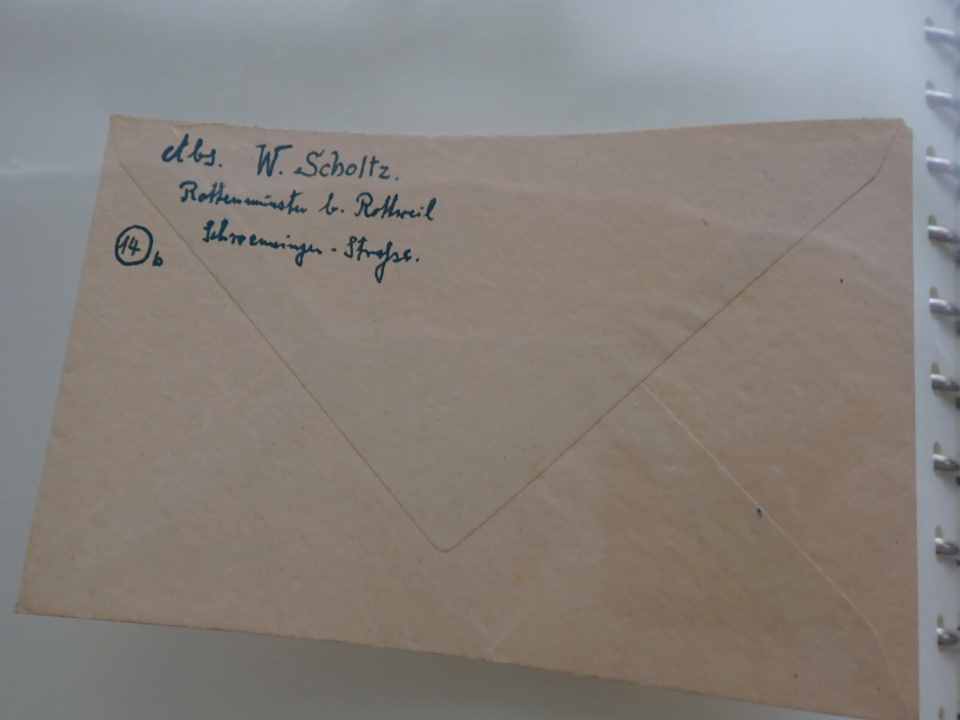 Abs. W. Scholtz.
Rottenmünster b. Rottweil
Schwenninger-Strasse.
14 b